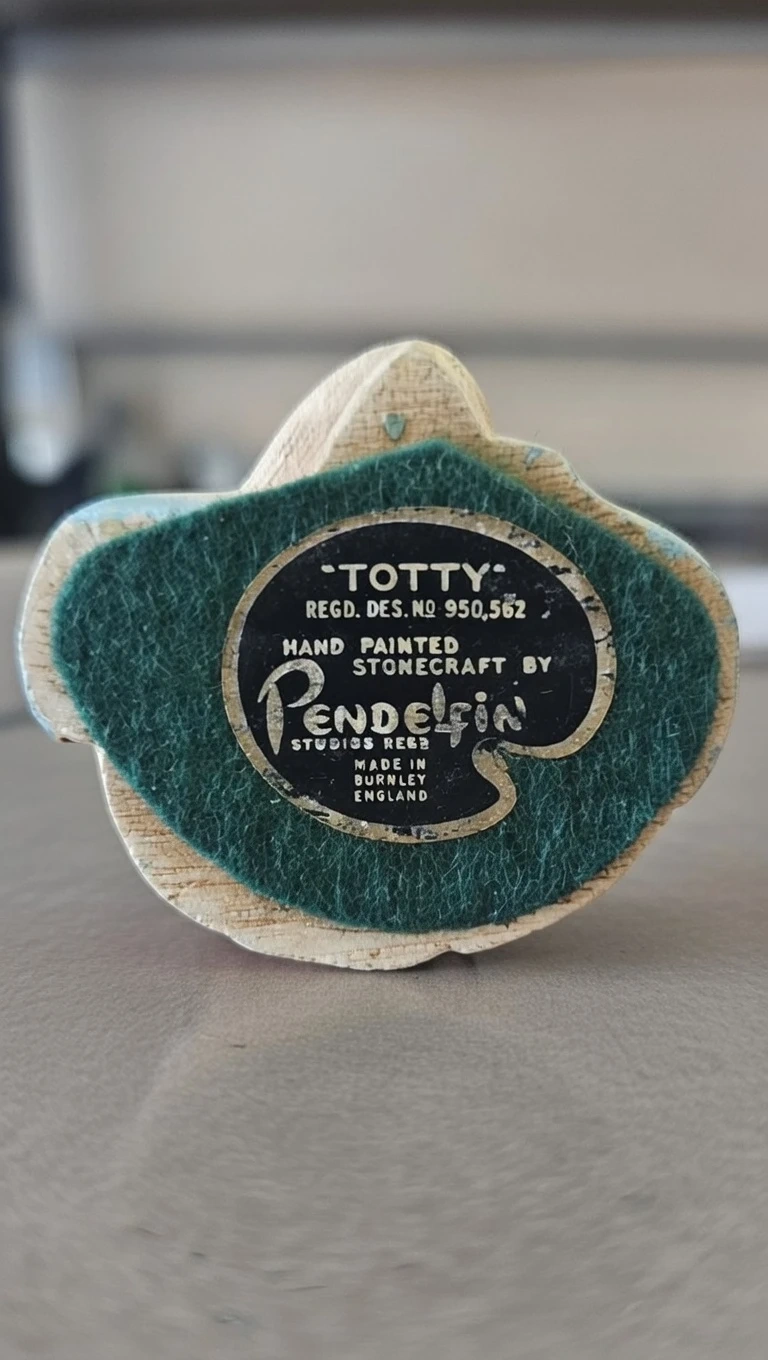 "TOTTY"
REGD. DES. Nº 950,562
HAND PAINTED
STONECRAFT BY
PENDELFIN
STUDIOS REGD
MADE IN
BURNLEY
ENGLAND